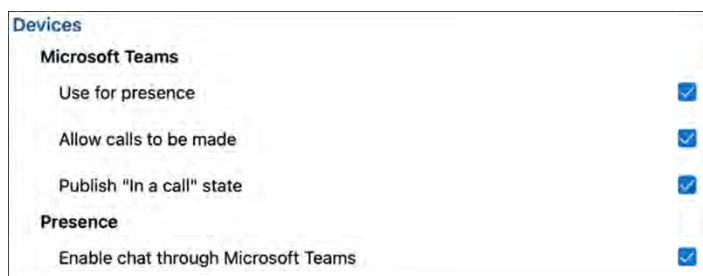 Devices
Microsoft Teams
Use for presence
Allow calls to be made
Publish "In a call" state
Presence
Enable chat through Microsoft Teams